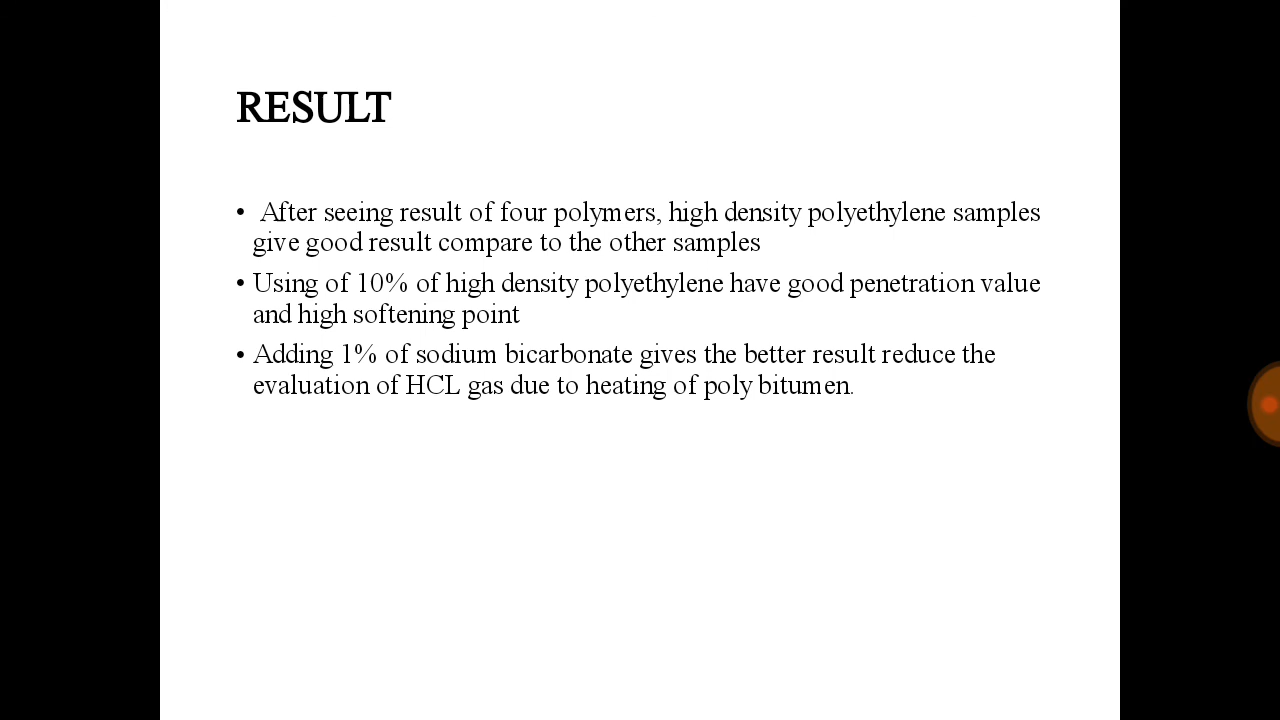 RESULT
• After seeing result of four polymers, high density polyethylene samples
give good result compare to the other samples
• Using of 10% of high density polyethylene have good penetration value
and high softening point
• Adding 1% of sodium bicarbonate gives the better result reduce the
evaluation of HCL gas due to heating of poly bitumen.